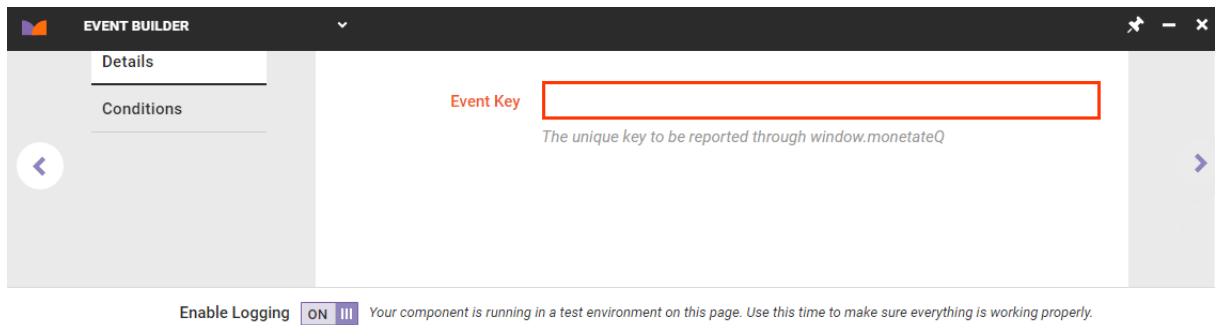 EVENT BUILDER
Details
Conditions
Event Key
The unique key to be reported through window.monetateQ
Enable Logging ON Your component is running in a test environment on this page. Use this time to make sure everything is working properly.